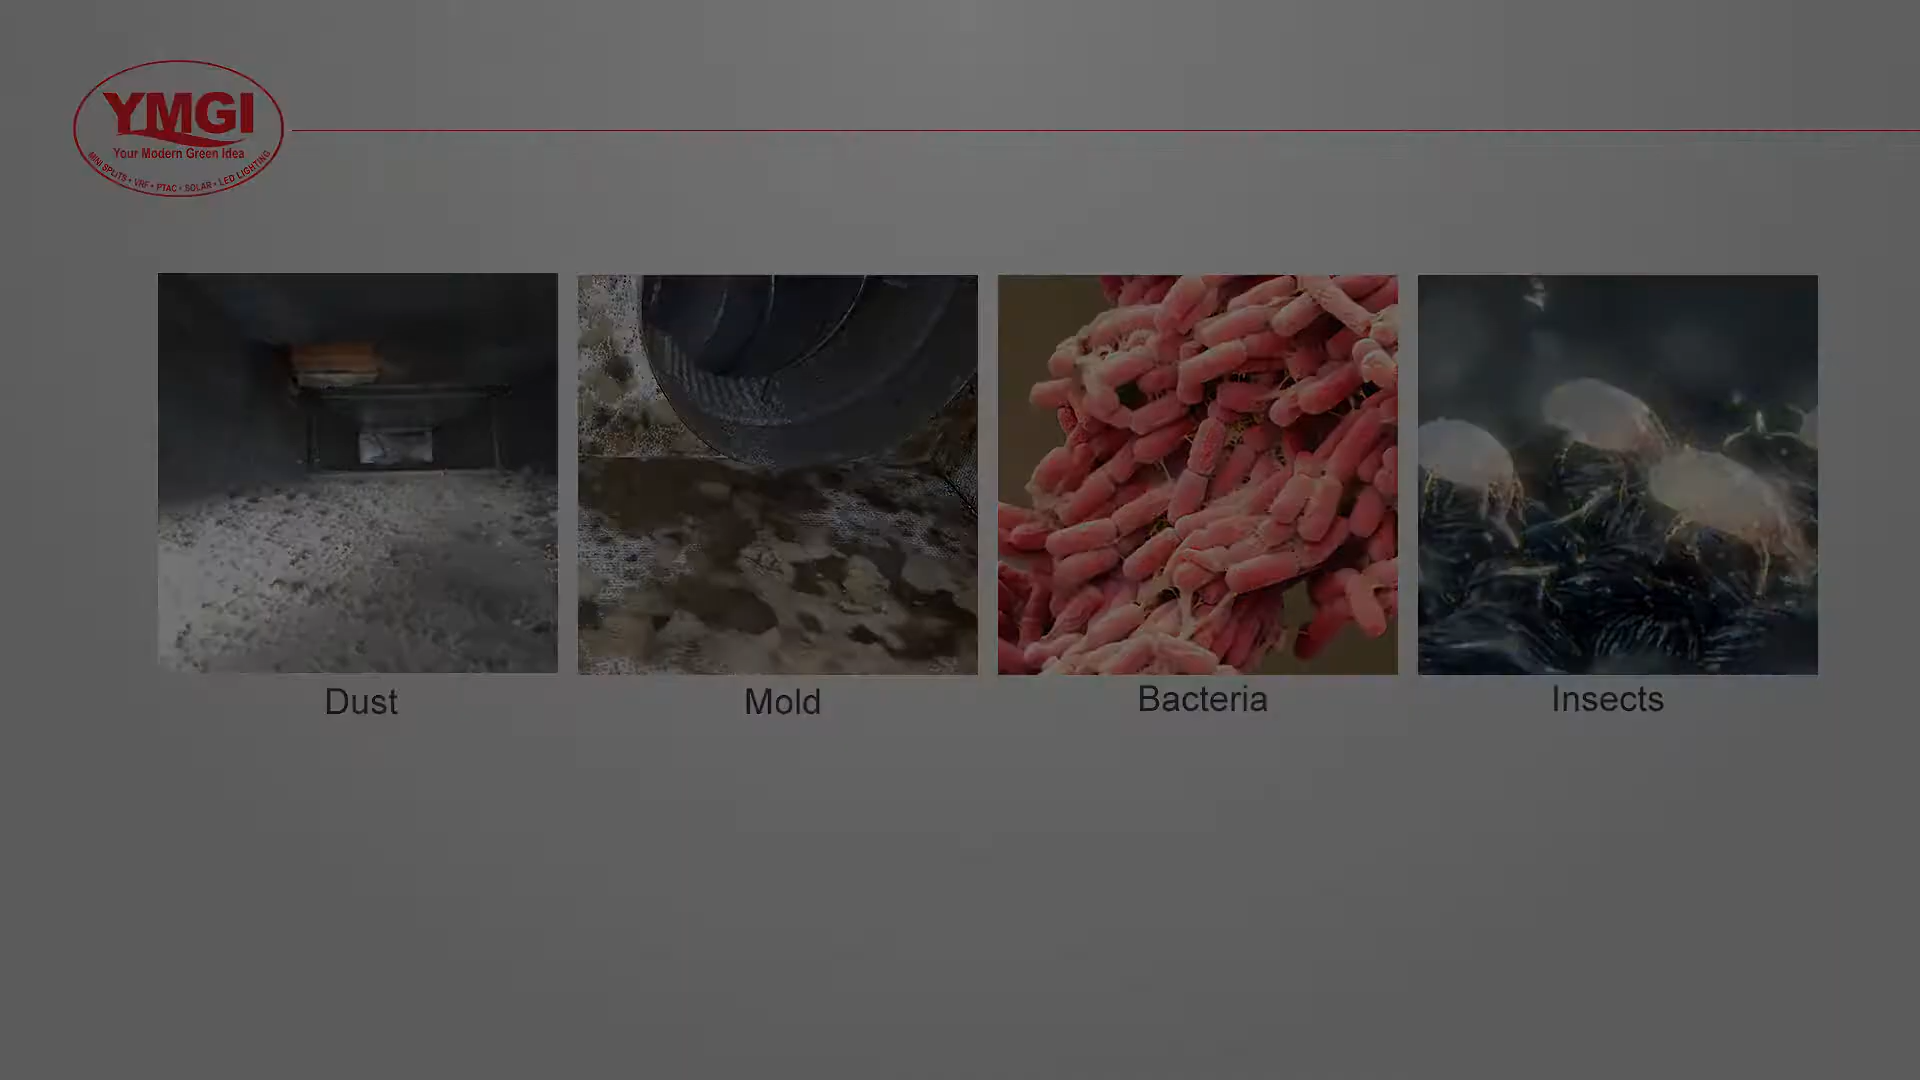 YMGI
Your Modern Green Idea
MINI SPLITS • VRF • PTAC • SOLAR • LED LIGHTING
Dust
Mold
Bacteria
Insects